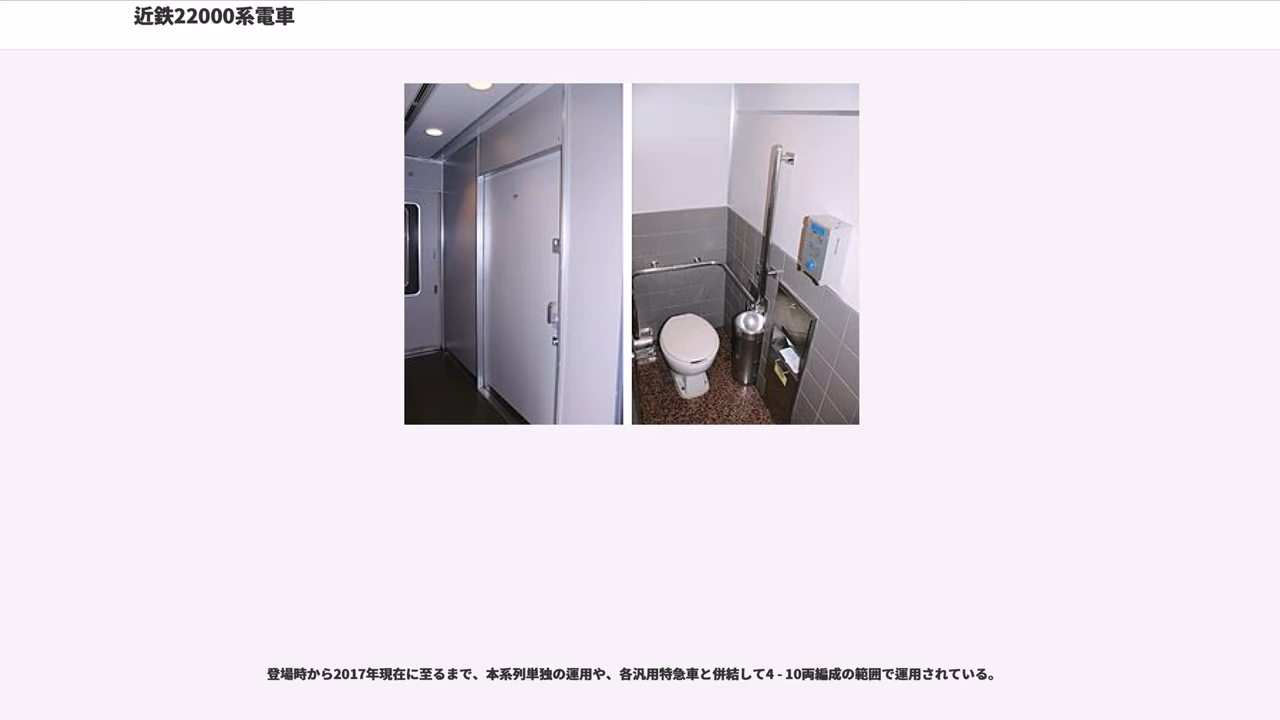 近鉄22000系電車
登場時から2017年現在に至るまで、本系列単独の運用や、各汎用特急車と併結して4 - 10両編成の範囲で運用されている。